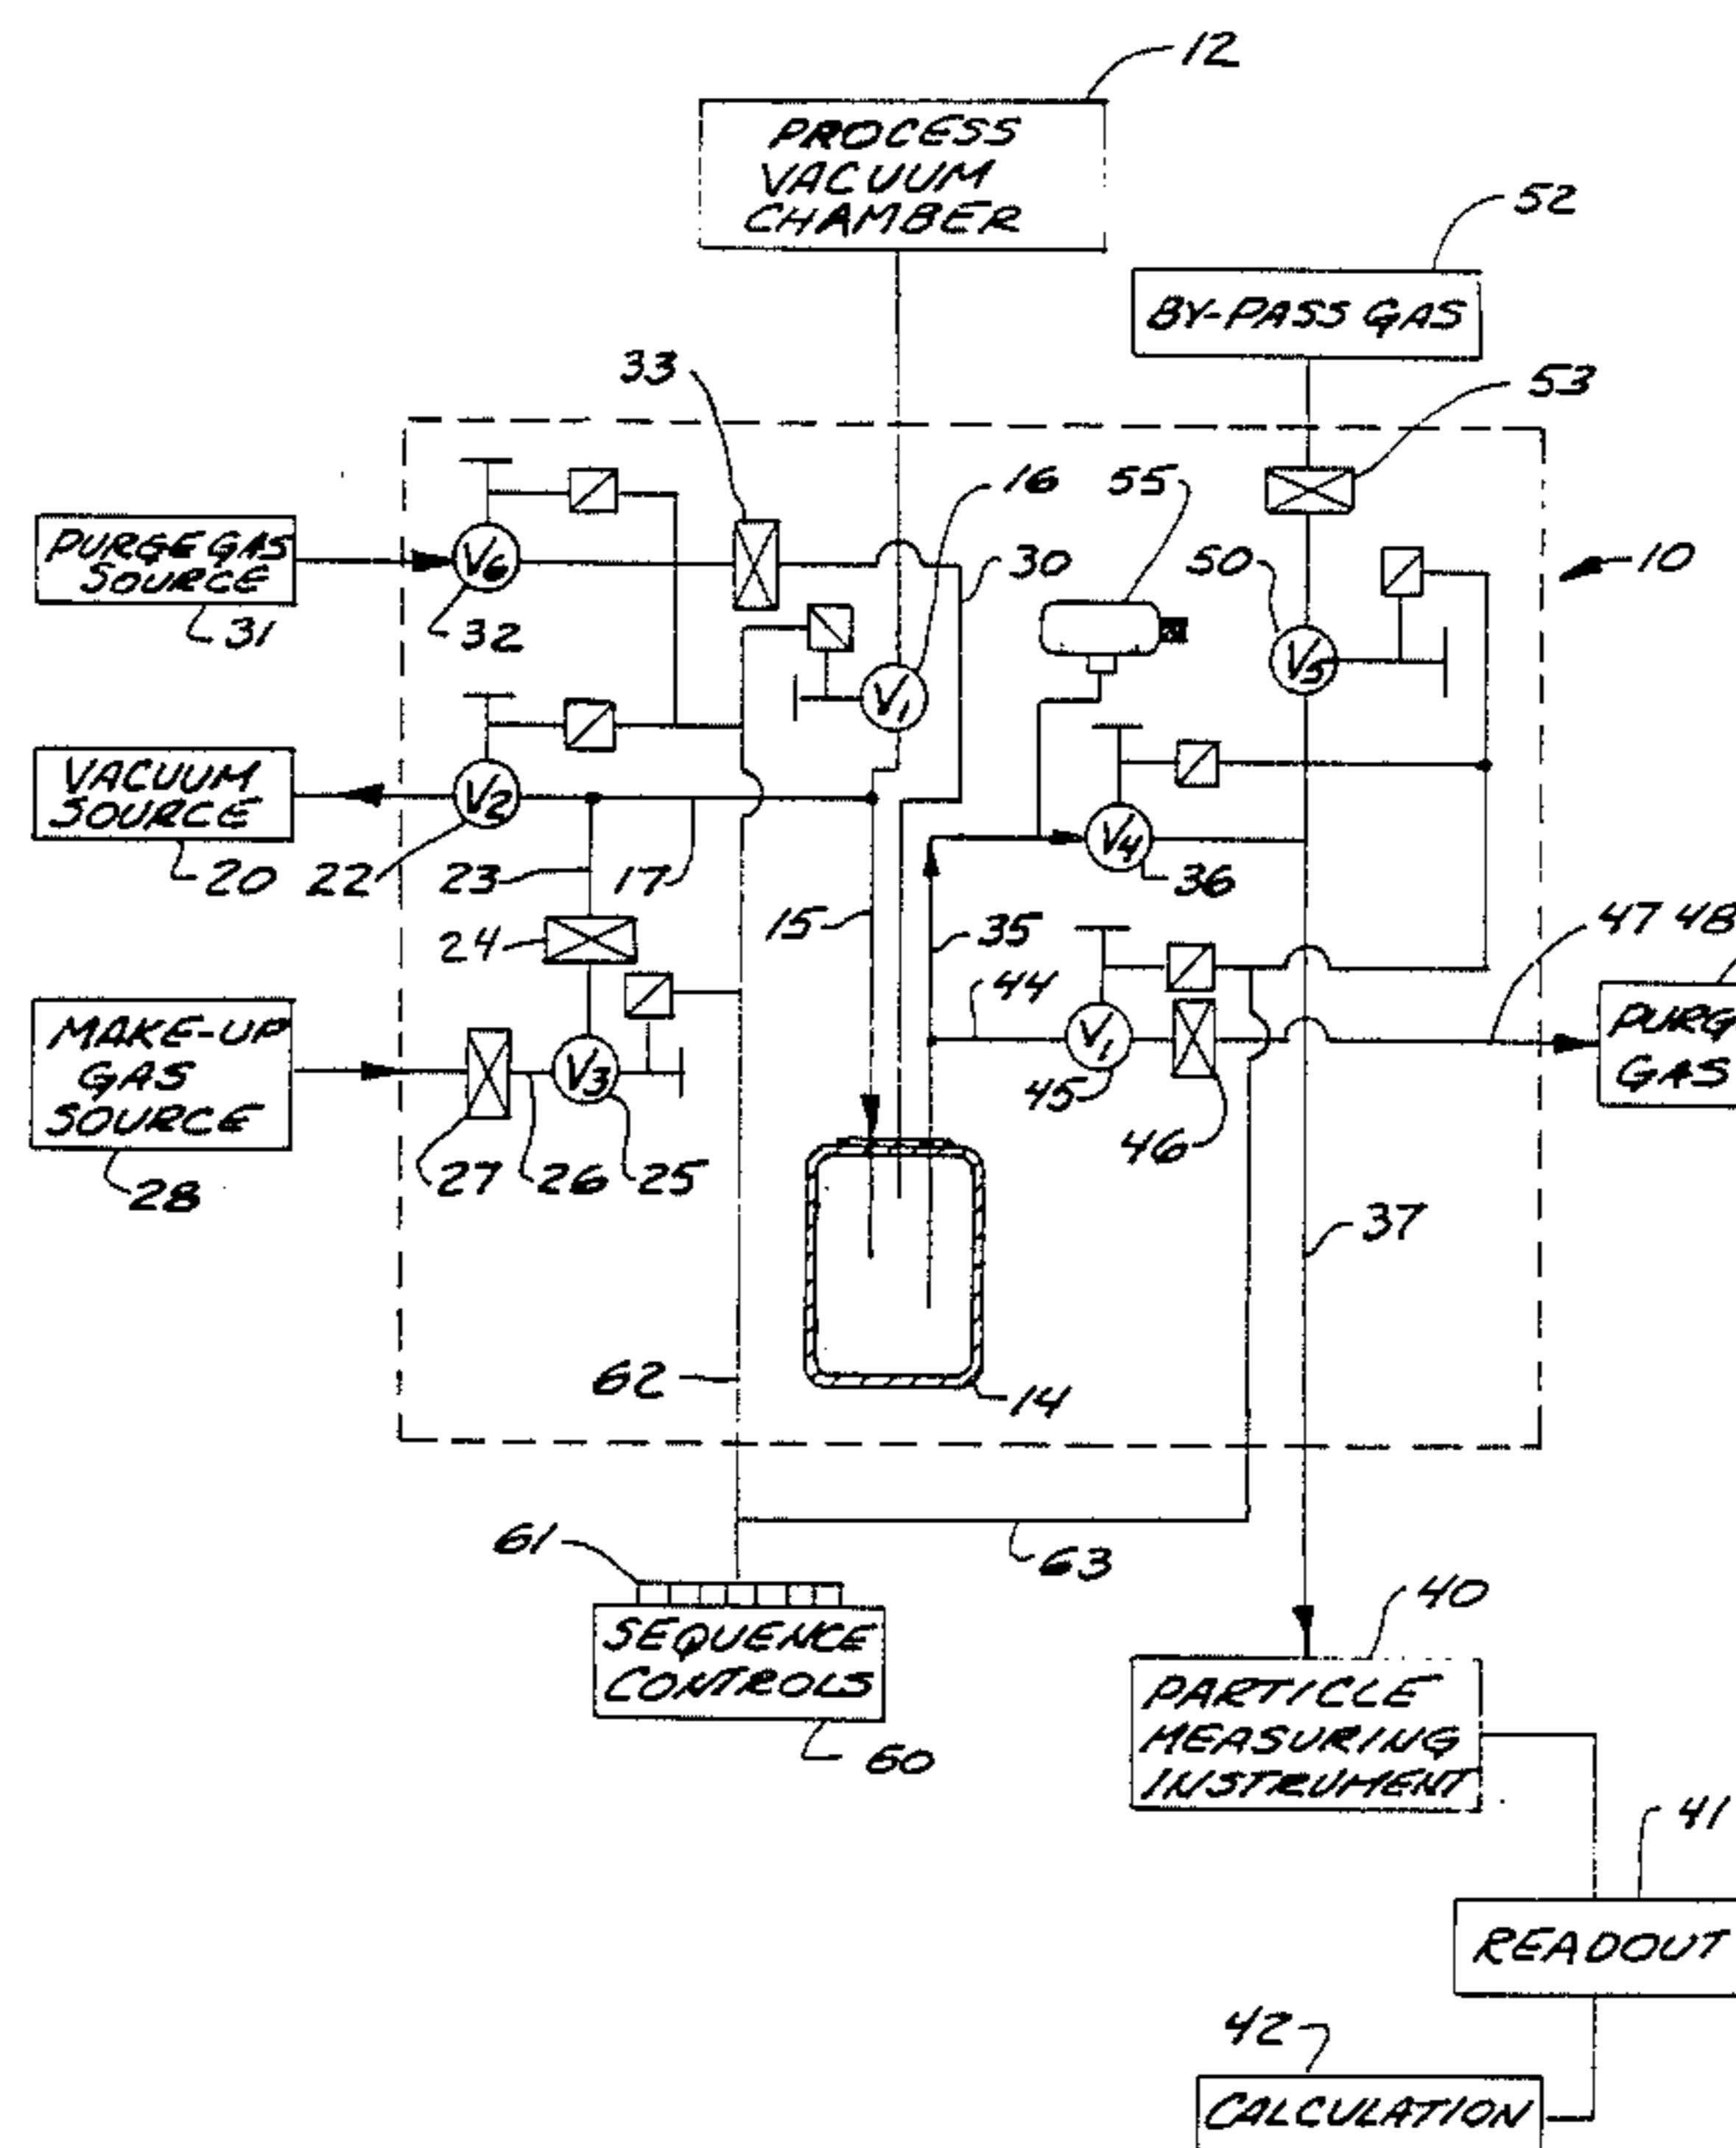 12
PROCESS
VACUUM
CHAMBER
52
BY-PASS GAS
33
53
16
55
PURGE GAS
SOURCE
V6
30
50
10
31
32
V1
V5
VACUUM
SOURCE
V2
V4
20
22
23
17
36
15
35
47
48
24
44
MAKE-UP
GAS
SOURCE
V3
V1
PURG
GAS
45
46
28
27
26
25
37
62
14
61
63
SEQUENCE
CONTROLS
40
PARTICLE
MEASURING
INSTRUMENT
60
41
READOUT
42
CALCULATION